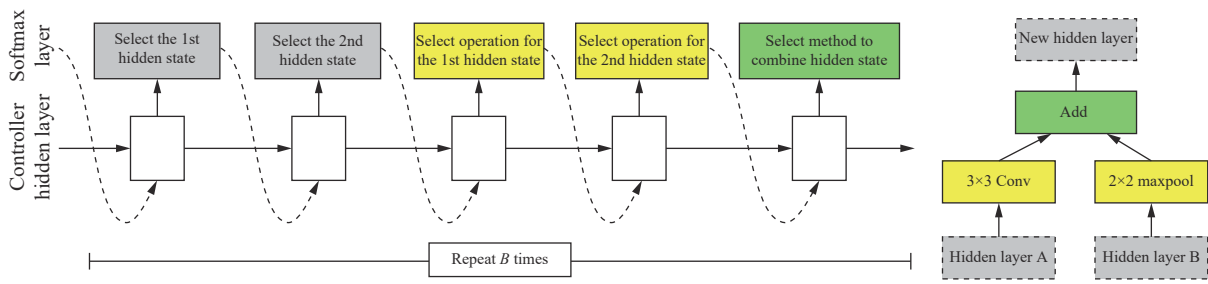 Softmax
layer
Controller
hidden layer
Select the 1st
hidden state
Select the 2nd
hidden state
Select operation for
the 1st hidden state
Select operation for
the 2nd hidden state
Select method to
combine hidden state
Repeat B times
New hidden layer
Add
3×3 Conv
2×2 maxpool
Hidden layer A
Hidden layer B